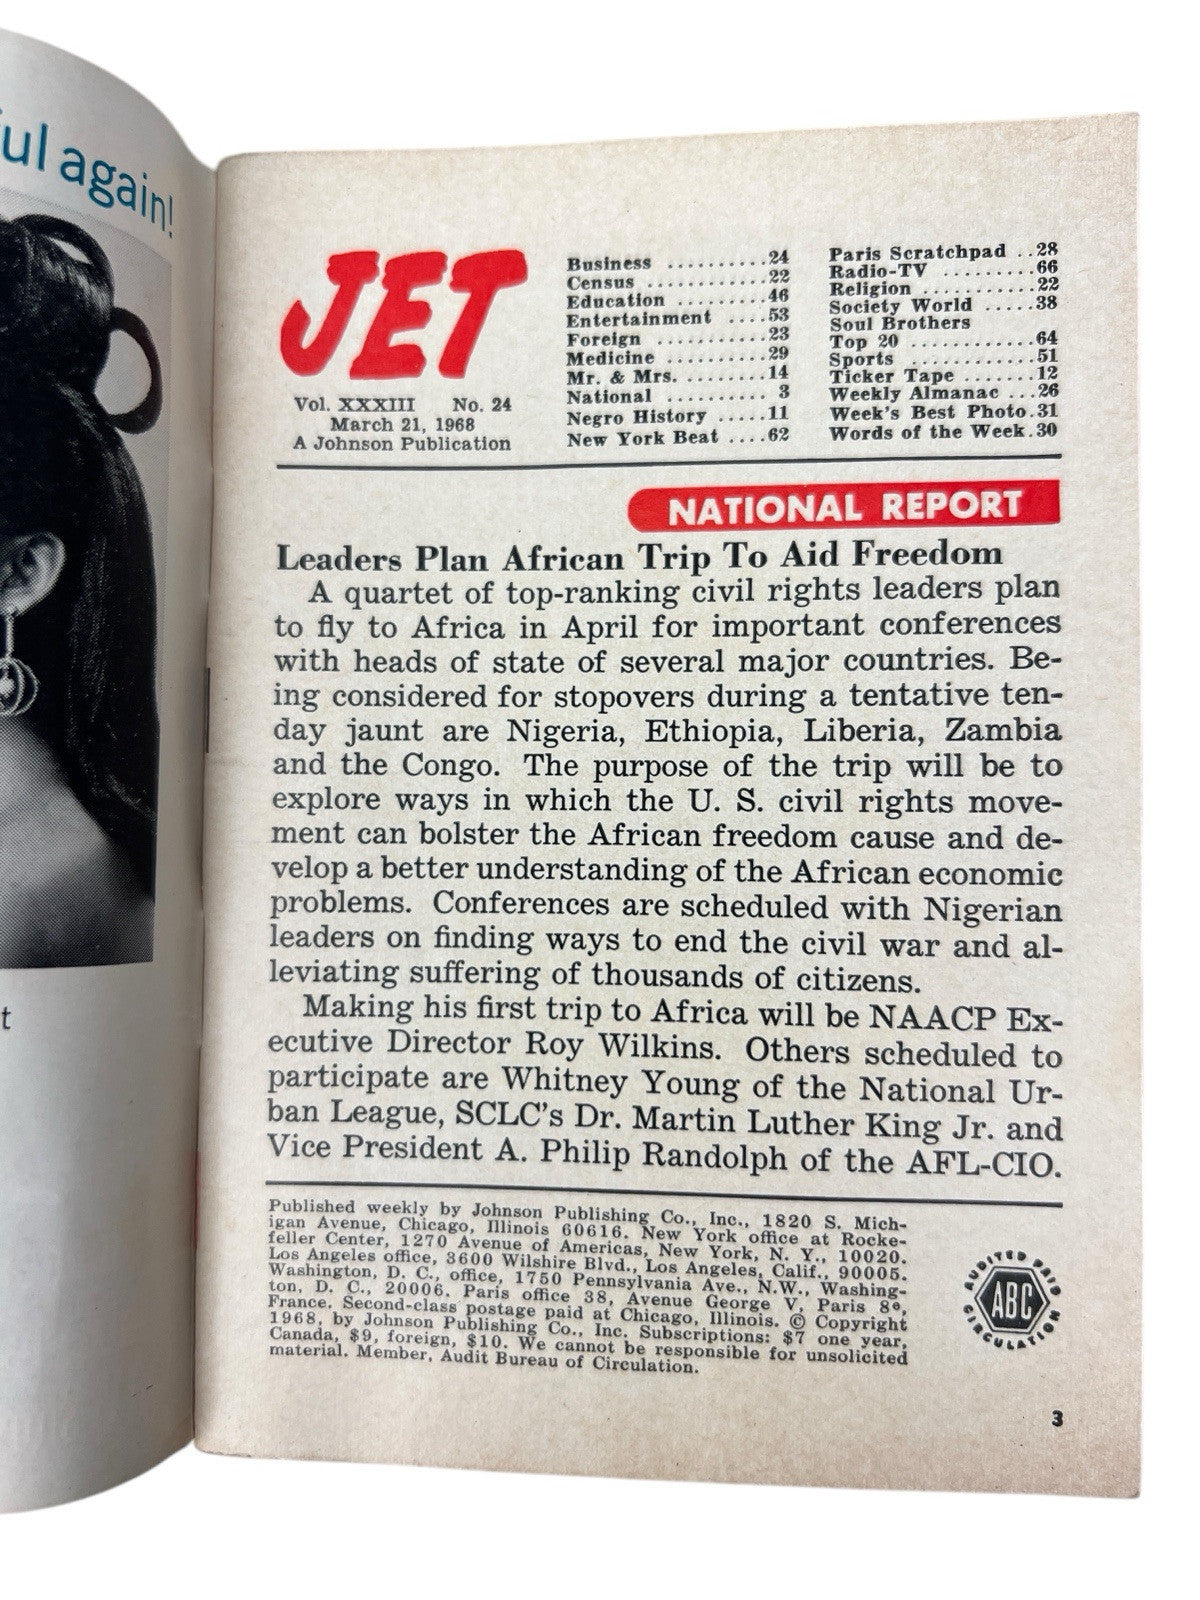 ful again!
t
JET
Vol. XXXIII No. 24
March 21, 1968
A Johnson Publication
Business ..........24
Census ............22
Education .........46
Entertainment ....53
Foreign ...........23
Medicine ..........29
Mr. & Mrs. ........14
National .......... 3
Negro History .....11
New York Beat ....62
Paris Scratchpad ..28
Radio-TV .........66
Religion ...........22
Society World .....38
Soul Brothers
Top 20 ............64
Sports ............51
Ticker Tape .......12
Weekly Almanac ...26
Week's Best Photo.31
Words of the Week.30
NATIONAL REPORT
Leaders Plan African Trip To Aid Freedom
A quartet of top-ranking civil rights leaders plan
to fly to Africa in April for important conferences
with heads of state of several major countries. Be-
ing considered for stopovers during a tentative ten-
day jaunt are Nigeria, Ethiopia, Liberia, Zambia
and the Congo. The purpose of the trip will be to
explore ways in which the U. S. civil rights move-
ment can bolster the African freedom cause and de-
velop a better understanding of the African economic
problems. Conferences are scheduled with Nigerian
leaders on finding ways to end the civil war and al-
leviating suffering of thousands of citizens.
Making his first trip to Africa will be NAACP Ex-
ecutive Director Roy Wilkins. Others scheduled to
participate are Whitney Young of the National Ur-
ban League, SCLC's Dr. Martin Luther King Jr. and
Vice President A. Philip Randolph of the AFL-CIO.
Published weekly by Johnson Publishing Co., Inc., 1820 S. Mich-
igan Avenue, Chicago, Illinois 60616. New York office at Rocke-
feller Center, 1270 Avenue of Americas, New York, N. Y., 10020.
Los Angeles office, 3600 Wilshire Blvd., Los Angeles, Calif., 90005.
Washington, D. C., office, 1750 Pennsylvania Ave., N.W., Washing-
ton, D. C., 20006. Paris office 38, Avenue George V, Paris 8e,
France. Second-class postage paid at Chicago, Illinois. © Copyright
1968, by Johnson Publishing Co., Inc. Subscriptions: $7 one year,
Canada, $9, foreign, $10. We cannot be responsible for unsolicited
material. Member, Audit Bureau of Circulation.
AUDITED PAID
ABC
CIRCULATION
3